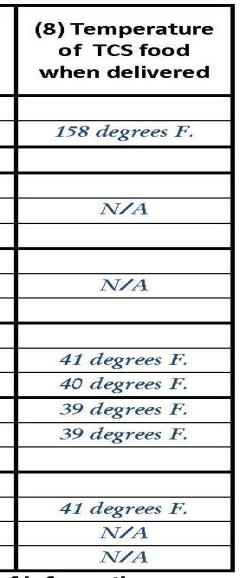 (8) Temperature
of TCS food
when delivered
158 degrees F.
N/A
N/A
41 degrees F.
40 degrees F.
39 degrees F.
39 degrees F.
41 degrees F.
N/A
N/A